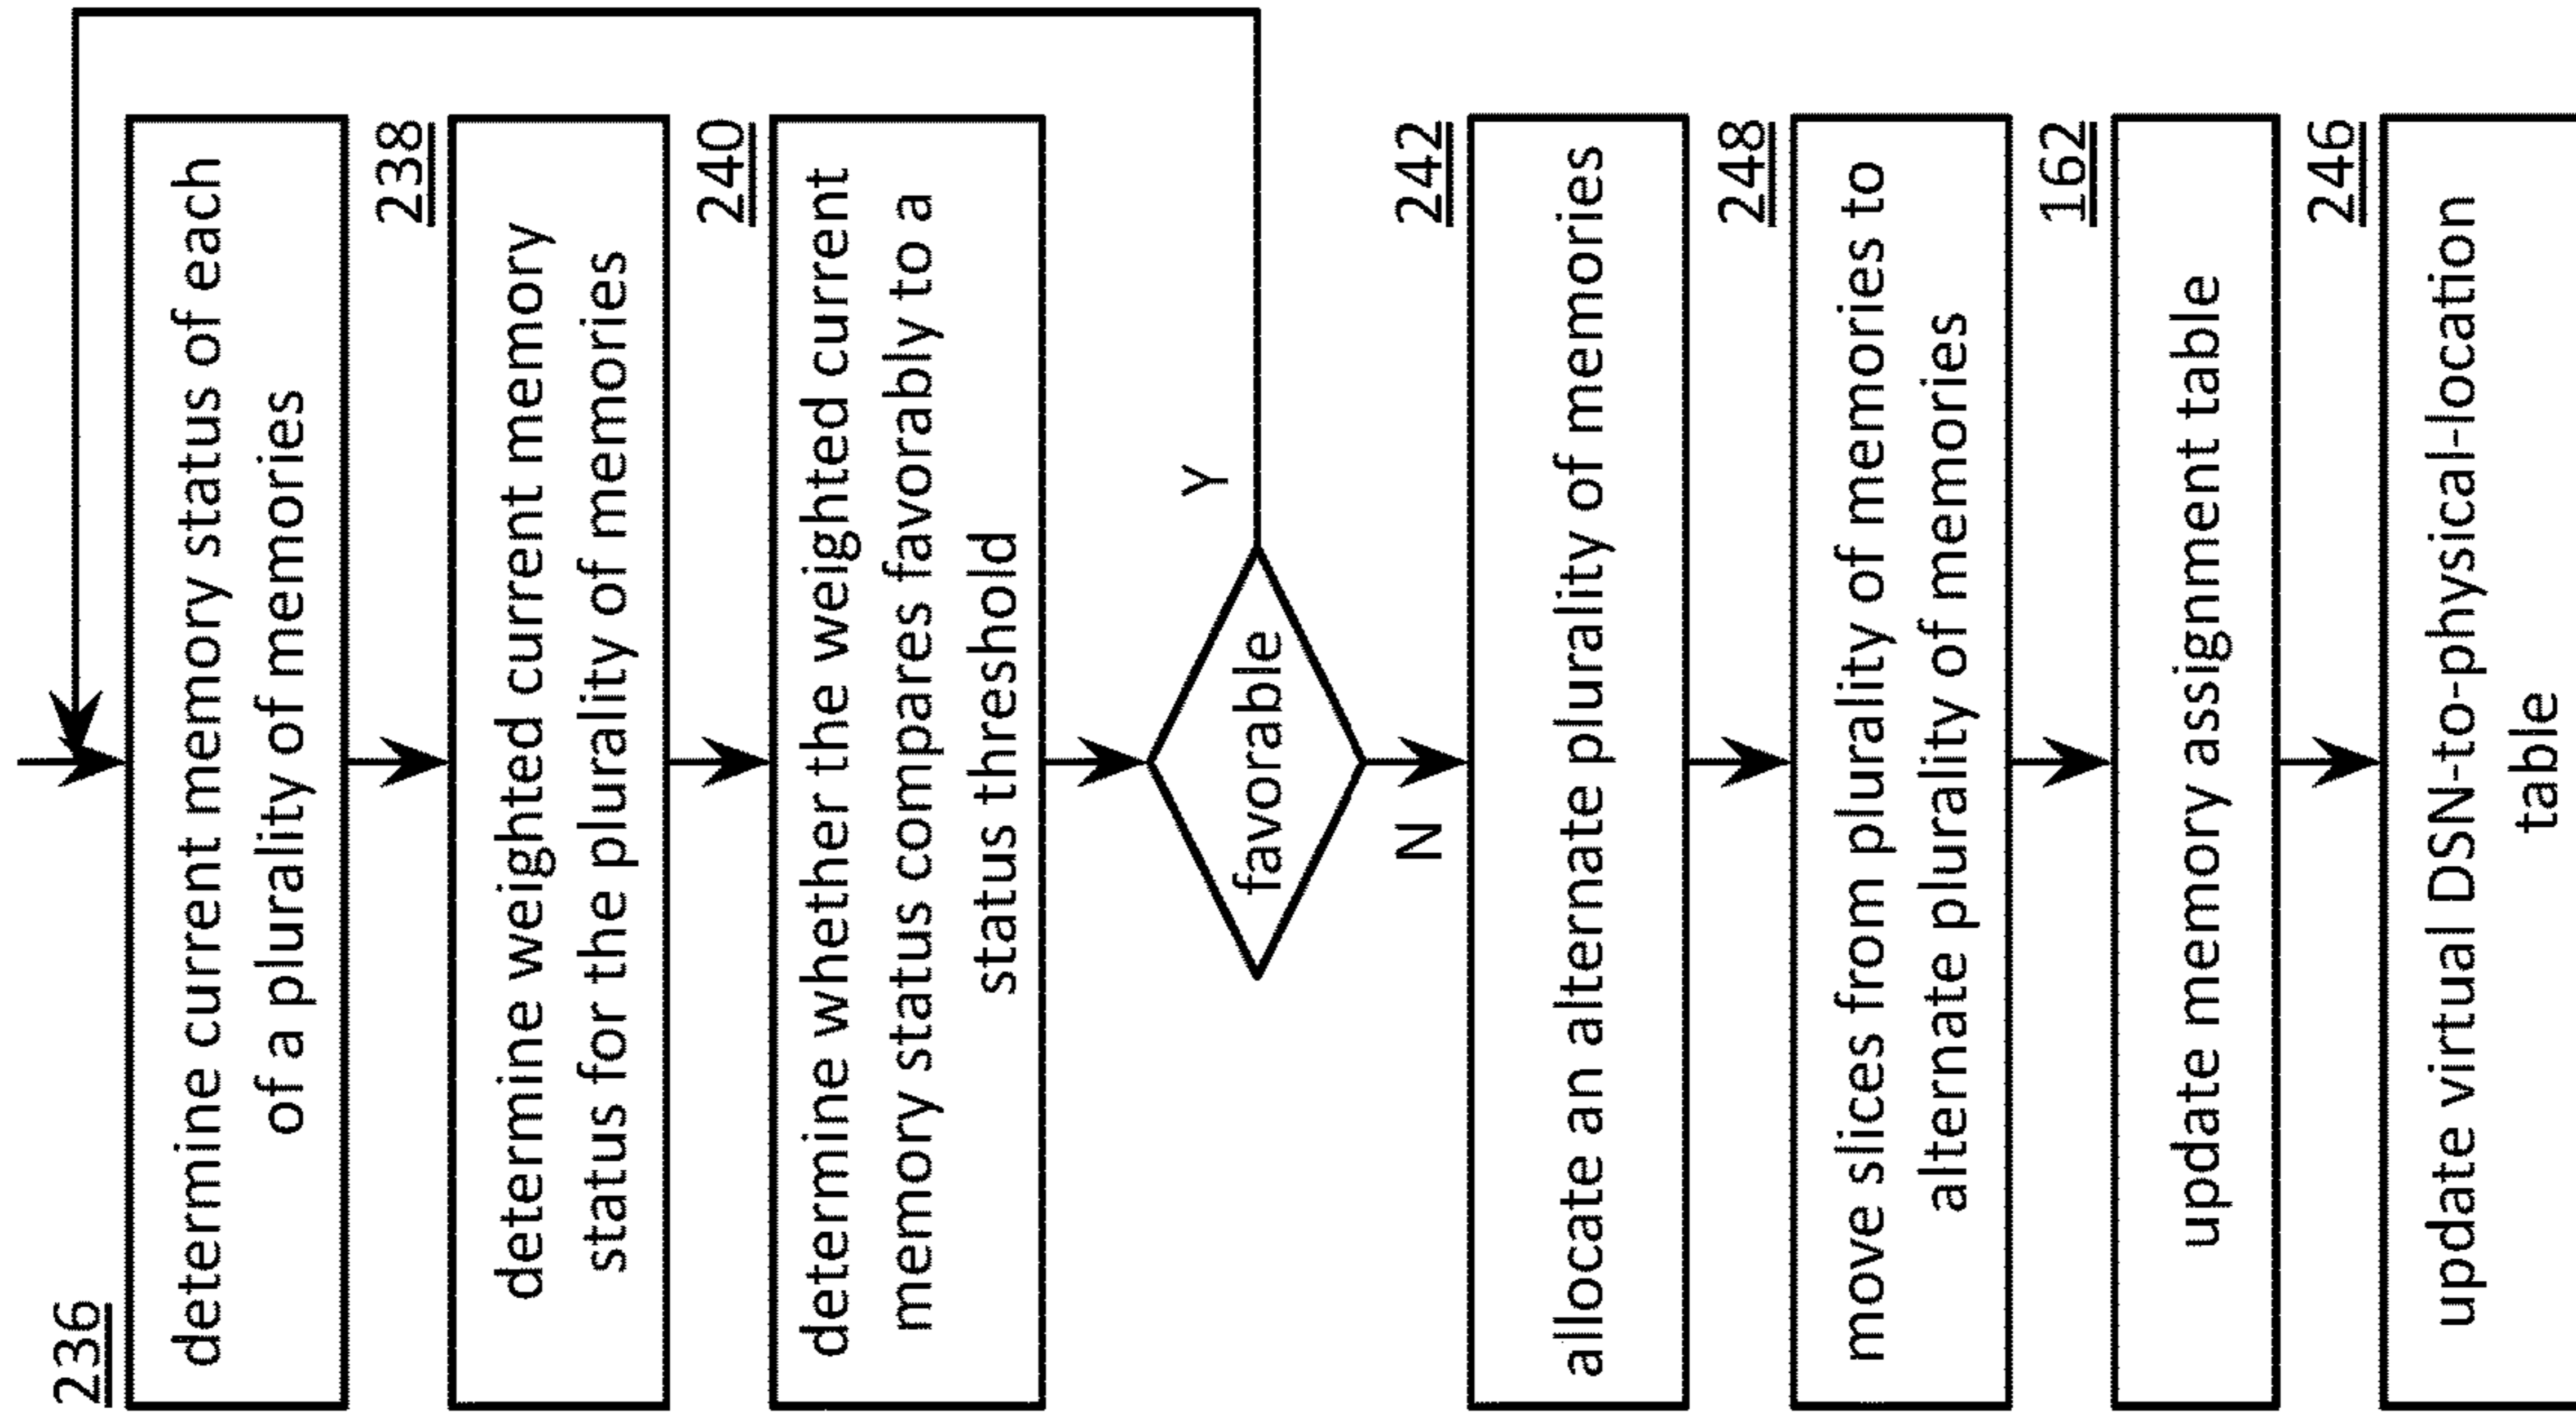 236
determine current memory status of each
of a plurality of memories
238
determine weighted current memory
status for the plurality of memories
240
determine whether the weighted current
memory status compares favorably to a
status threshold
favorable
Y
N
242
allocate an alternate plurality of memories
248
move slices from plurality of memories to
alternate plurality of memories
162
update memory assignment table
246
update virtual DSN-to-physical-location
table